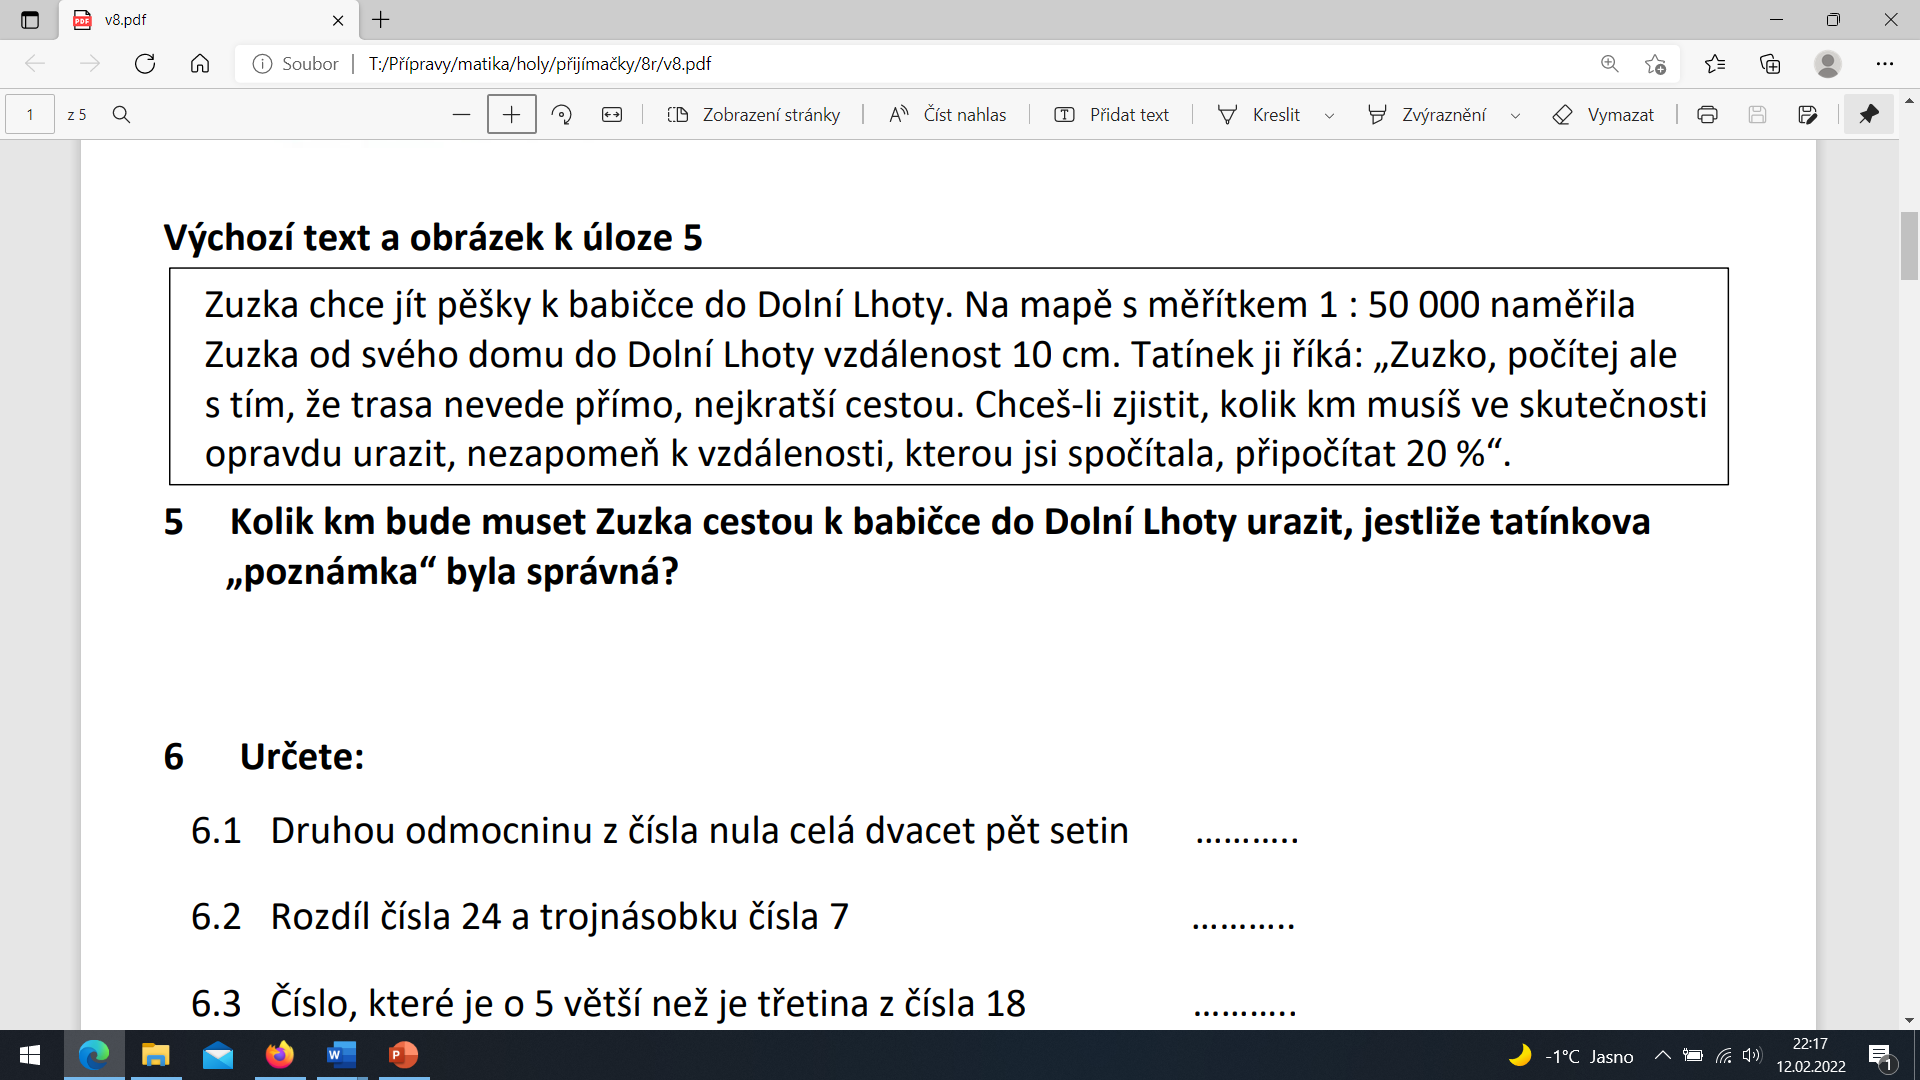 v8.pdf
Soubor | T:/Přípravy/matika/holy/přijímačky/8r/v8.pdf
1 z 5 Zobrazení stránky Číst nahlas Přidat text Kreslit Zvýraznění Vymazat
Výchozí text a obrázek k úloze 5
Zuzka chce jít pěšky k babičce do Dolní Lhoty. Na mapě s měřítkem 1 : 50 000 naměřila
Zuzka od svého domu do Dolní Lhoty vzdálenost 10 cm. Tatínek ji říká: „Zuzko, počítej ale
s tím, že trasa nevede přímo, nejkratší cestou. Chceš-li zjistit, kolik km musíš ve skutečnosti
opravdu urazit, nezapomeň k vzdálenosti, kterou jsi spočítala, připočítat 20 %“.
5 Kolik km bude muset Zuzka cestou k babičce do Dolní Lhoty urazit, jestliže tatínkova
„poznámka“ byla správná?
6 Určete:
6.1 Druhou odmocninu z čísla nula celá dvacet pět setin ………..
6.2 Rozdíl čísla 24 a trojnásobku čísla 7 ………..
6.3 Číslo, které je o 5 větší než je třetina z čísla 18 ………..
-1°C Jasno
22:17
12.02.2022
1